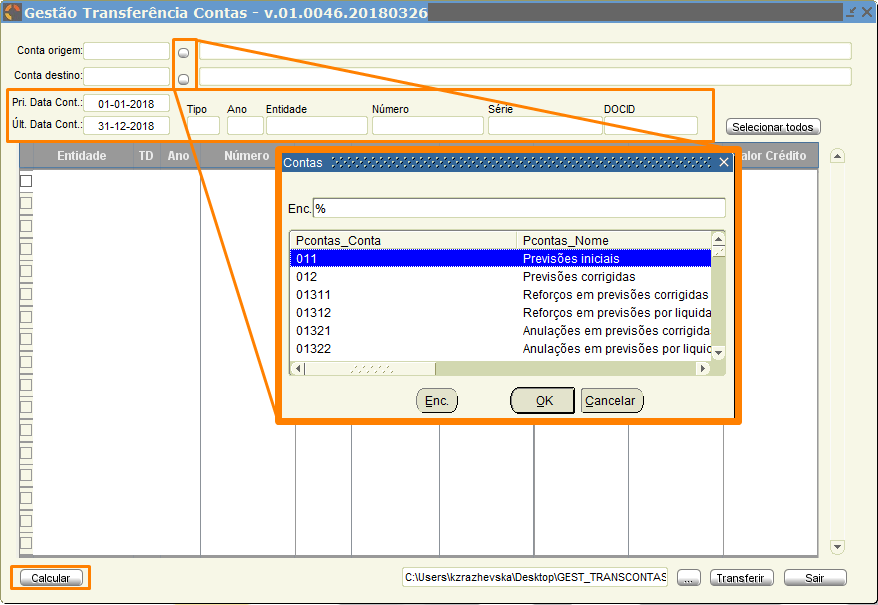 Gestão Transferência Contas - v.01.0046.20180326
Conta origem:
Conta destino:
Pri. Data Cont.: 01-01-2018
Últ. Data Cont.: 31-12-2018
Tipo Ano Entidade Número Série DOCID
Selecionar todos
Entidade TD Ano Número alor Crédito
Contas
Enc. %
Pcontas_Conta Pcontas_Nome
011 Previsões iniciais
012 Previsões corrigidas
01311 Reforços em previsões corrigidas
01312 Reforços em previsões por liquida
01321 Anulações em previsões corrigida
01322 Anulações em previsões por liquic
Enc. OK Cancelar
Calcular C:\Users\kzrazhevska\Desktop\GEST_TRANSCONTAS ... Transferir Sair